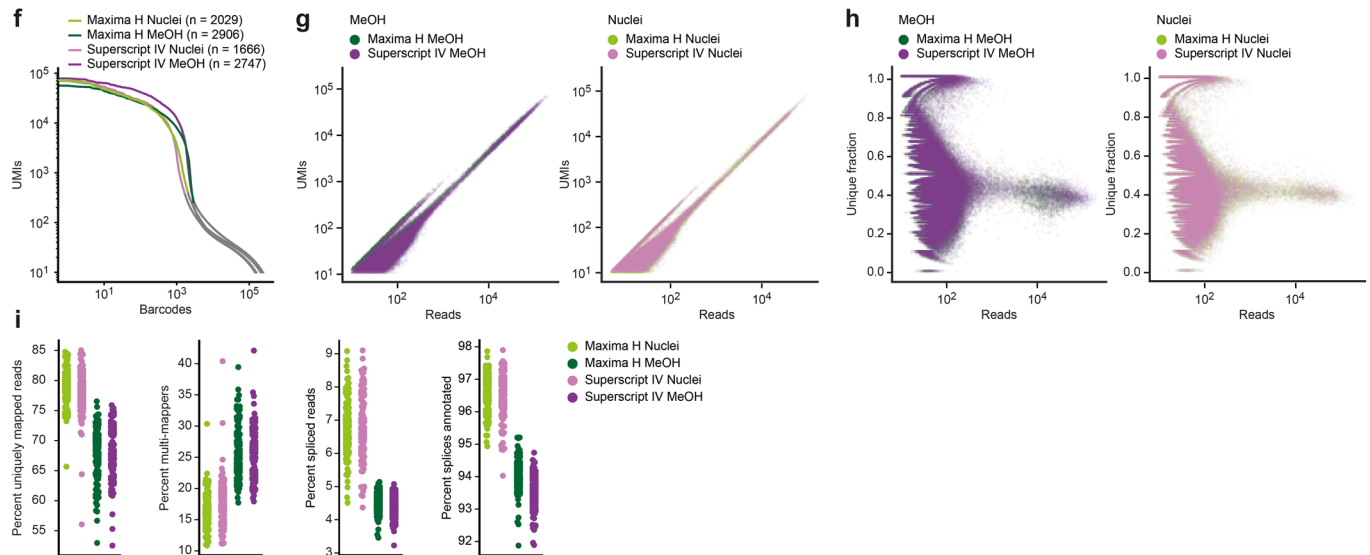 f
Maxima H Nuclei (n = 2029)
Maxima H MeOH (n = 2906)
Superscript IV Nuclei (n = 1666)
Superscript IV MeOH (n = 2747)
10⁵
10⁴
10³
10²
10¹
UMIs
10¹
10³
10⁵
Barcodes
g
MeOH
Maxima H MeOH
Superscript IV MeOH
10⁵
10³
10²
10¹
UMIs
10²
10⁴
Reads
Nuclei
Maxima H Nuclei
Superscript IV Nuclei
10⁵
10³
10²
10¹
UMIs
10²
10⁴
Reads
h
MeOH
Maxima H MeOH
Superscript IV MeOH
1.0
0.8
0.6
0.4
0.2
0.0
Unique fraction
10²
10⁴
Reads
Nuclei
Maxima H Nuclei
Superscript IV Nuclei
1.0
0.8
0.6
0.4
0.2
0.0
Unique fraction
10²
10⁴
Reads
i
85
80
75
70
65
60
55
Percent uniquely mapped reads
40
35
30
25
20
15
10
Percent multi-mappers
9
8
7
6
5
4
3
Percent spliced reads
98
97
96
95
94
93
92
Percent splices annotated
Maxima H Nuclei
Maxima H MeOH
Superscript IV Nuclei
Superscript IV MeOH